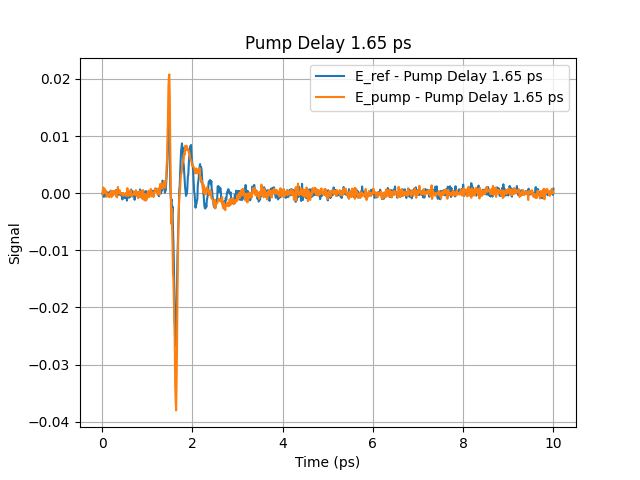 Pump Delay 1.65 ps
E_ref - Pump Delay 1.65 ps
E_pump - Pump Delay 1.65 ps
0.02
0.01
0.00
−0.01
−0.02
−0.03
−0.04
Signal
0 2 4 6 8 10
Time (ps)